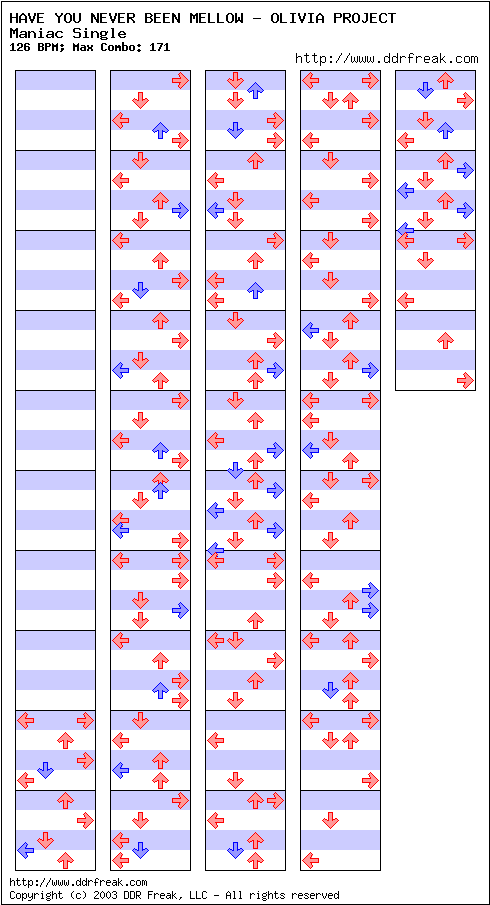 HAVE YOU NEVER BEEN MELLOW - OLIVIA PROJECT
Maniac Single
126 BPM; Max Combo: 171
http://www.ddrfreak.com
http://www.ddrfreak.com
Copyright (c) 2003 DDR Freak, LLC - All rights reserved